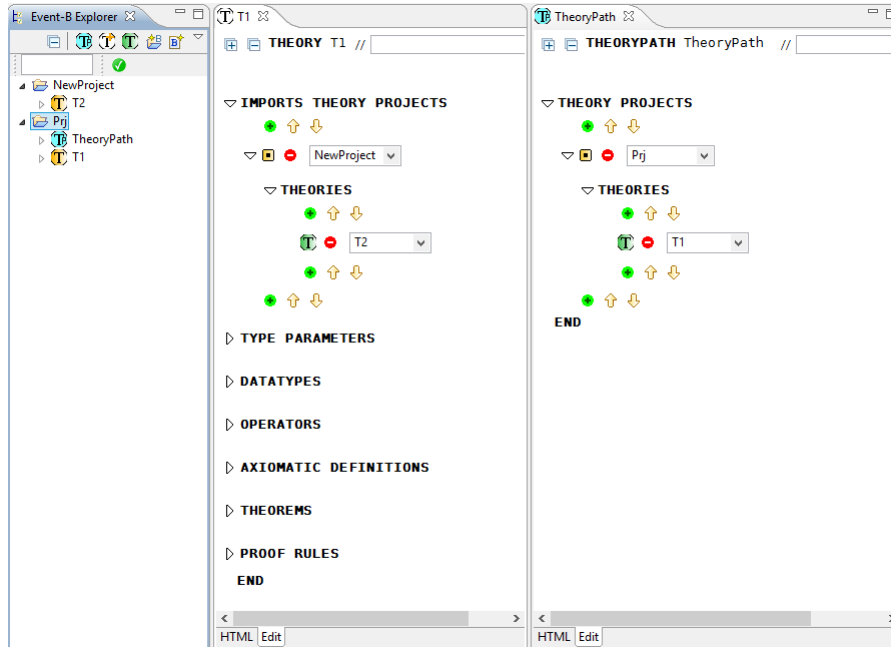 Event-B Explorer
NewProject
T2
Prj
TheoryPath
T1
T1
THEORY T1 //
IMPORTS THEORY PROJECTS
NewProject
THEORIES
T2
TYPE PARAMETERS
DATATYPES
OPERATORS
AXIOMATIC DEFINITIONS
THEOREMS
PROOF RULES
END
HTML Edit
TheoryPath
THEORYPATH TheoryPath //
THEORY PROJECTS
Prj
THEORIES
T1
END
HTML Edit